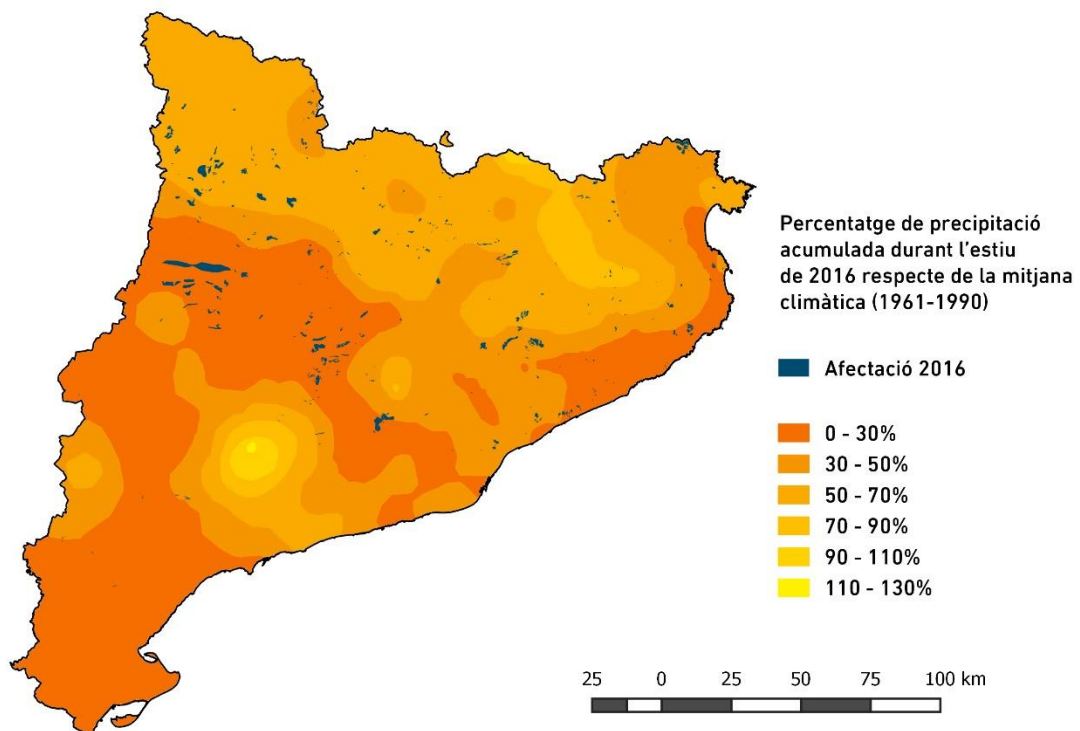 Percentatge de precipitació
acumulada durant l'estiu
de 2016 respecte de la mitjana
climàtica (1961-1990)
Afectació 2016
0 - 30%
30 - 50%
50 - 70%
70 - 90%
90 - 110%
110 - 130%
25 0 25 50 75 100 km